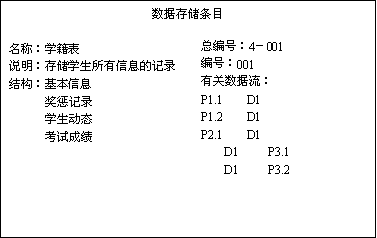 数据存储条目
名称：学籍表
说明：存储学生所有信息的记录
结构：基本信息
奖惩记录
学生动态
考试成绩
总编号：4－001
编号：001
有关数据流：
P1.1 D1
P1.2 D1
P2.1 D1
D1 P3.1
D1 P3.2